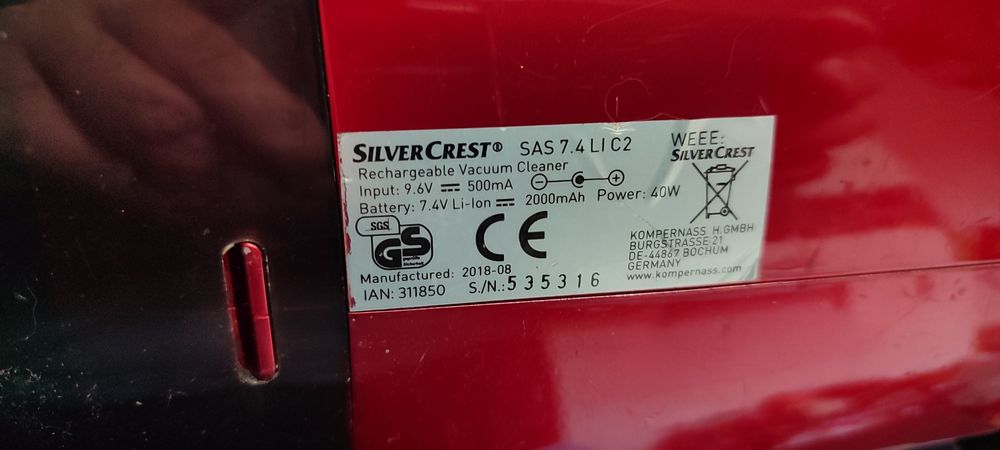 SILVERCREST® SAS 7.4 LI C2
Rechargeable Vacuum Cleaner
Input: 9.6V 500mA
Battery: 7.4V Li-Ion 2000mAh Power: 40W
SGS
GS
geprüfte
Sicherheit
CE
Manufactured: 2018-08
IAN: 311850 S./N.: 535316
WEEE:
SILVERCREST
KOMPERNASS H.GMBH
BURGSTRASSE 21
DE-44867 BOCHUM
GERMANY
www.kompernass.com